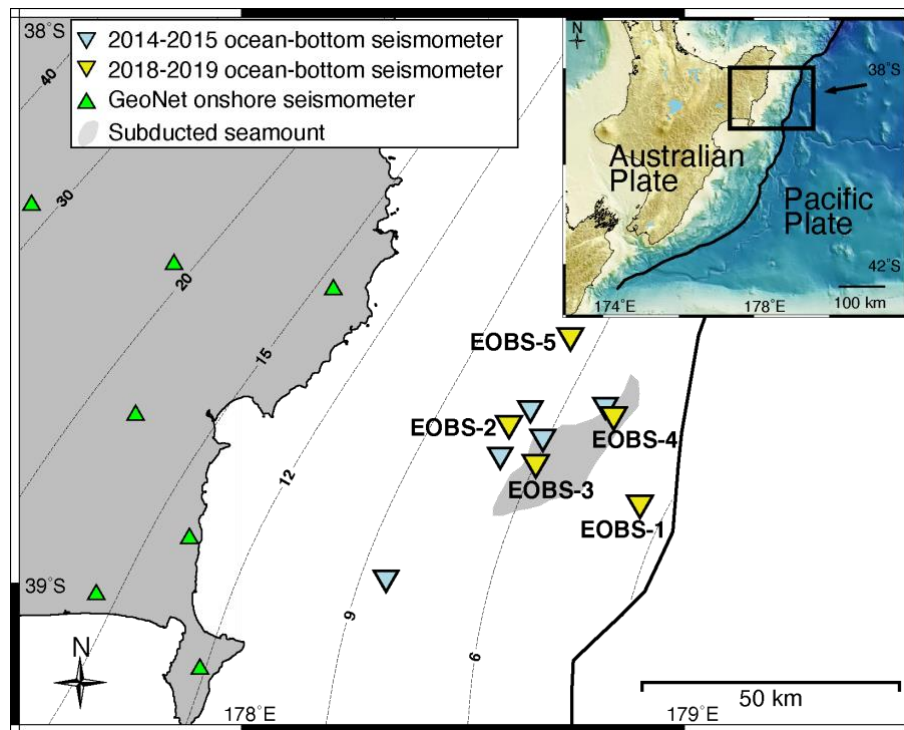 38°S
2014-2015 ocean-bottom seismometer
2018-2019 ocean-bottom seismometer
GeoNet onshore seismometer
Subducted seamount
N
38°S
Australian
Plate
Pacific
Plate
42°S
174°E
178°E
100 km
40
30
20
15
12
9
6
EOBS-5
EOBS-2
EOBS-4
EOBS-3
EOBS-1
39°S
N
50 km
178°E
179°E